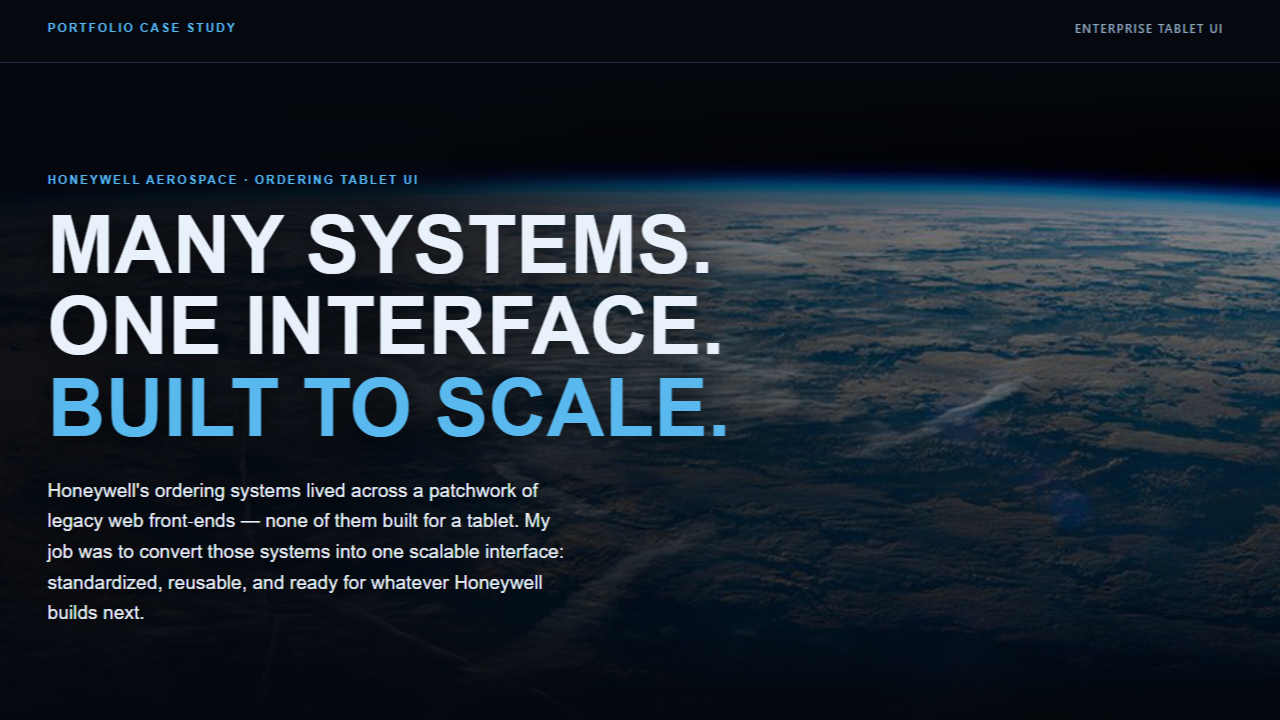 PORTFOLIO CASE STUDY
ENTERPRISE TABLET UI
HONEYWELL AEROSPACE · ORDERING TABLET UI
MANY SYSTEMS.
ONE INTERFACE.
BUILT TO SCALE.
Honeywell's ordering systems lived across a patchwork of
legacy web front-ends — none of them built for a tablet. My
job was to convert those systems into one scalable interface:
standardized, reusable, and ready for whatever Honeywell
builds next.